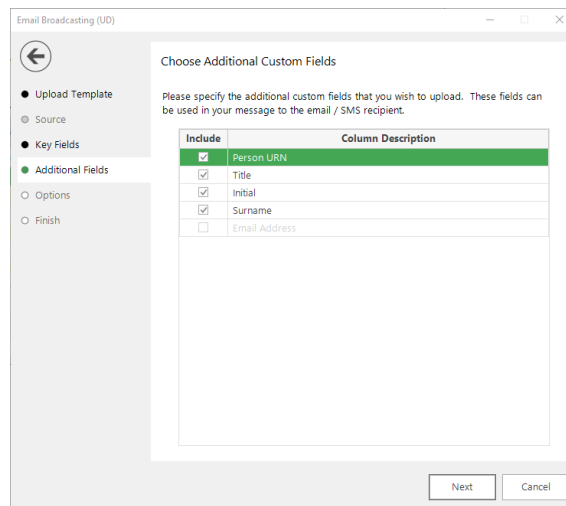 Email Broadcasting (UD)
Choose Additional Custom Fields
Upload Template
Source
Key Fields
Additional Fields
Options
Finish
Please specify the additional custom fields that you wish to upload. These fields can
be used in your message to the email / SMS recipient.
Include Column Description
Person URN
Title
Initial
Surname
Email Address
Next Cancel